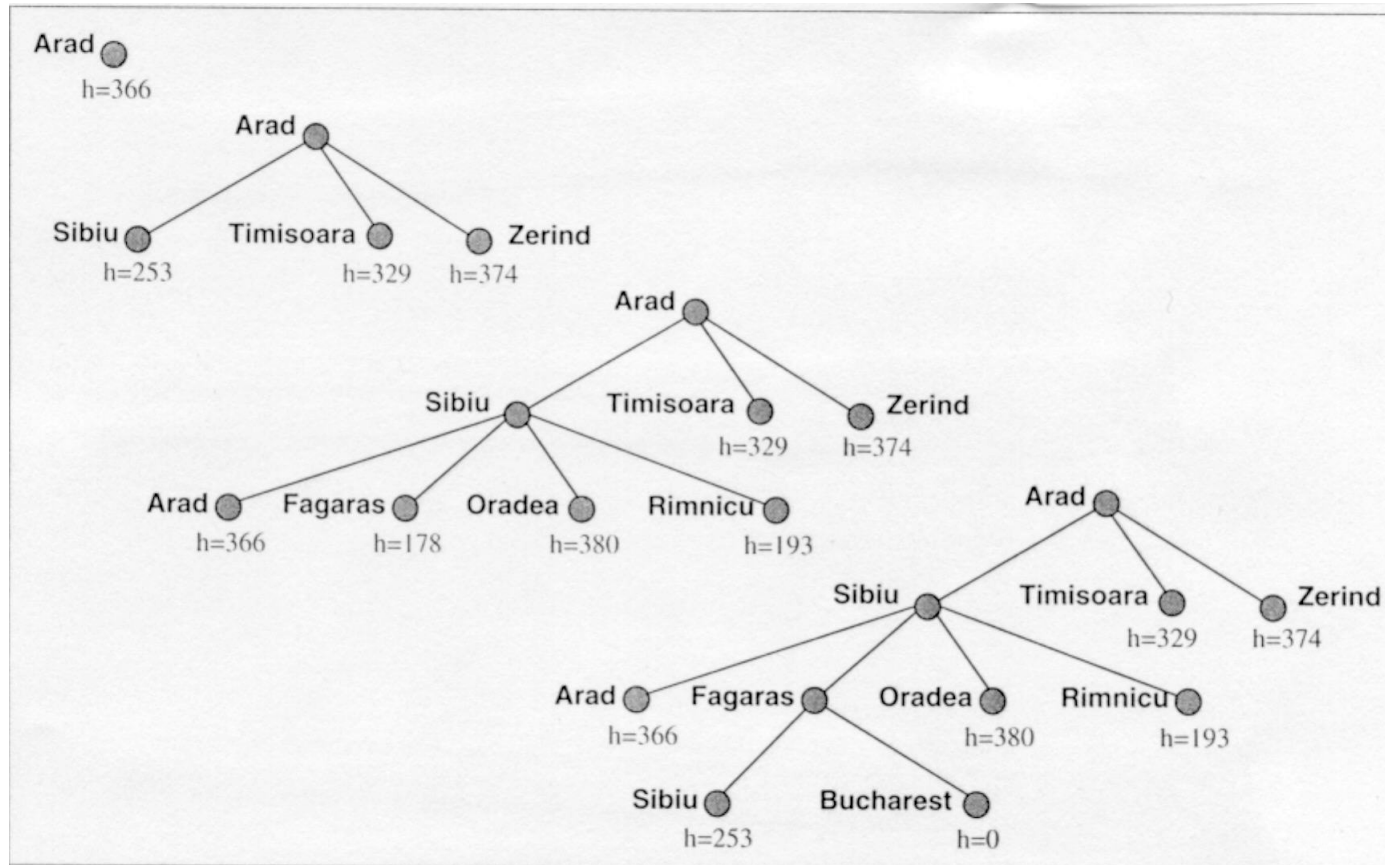 Arad
h=366
Arad
Sibiu Timisoara Zerind
h=253 h=329 h=374
Arad
Sibiu Timisoara Zerind
h=329 h=374
Arad Fagaras Oradea Rimnicu
h=366 h=178 h=380 h=193
Arad
Sibiu Timisoara Zerind
h=329 h=374
Arad Fagaras Oradea Rimnicu
h=366 h=380 h=193
Sibiu Bucharest
h=253 h=0